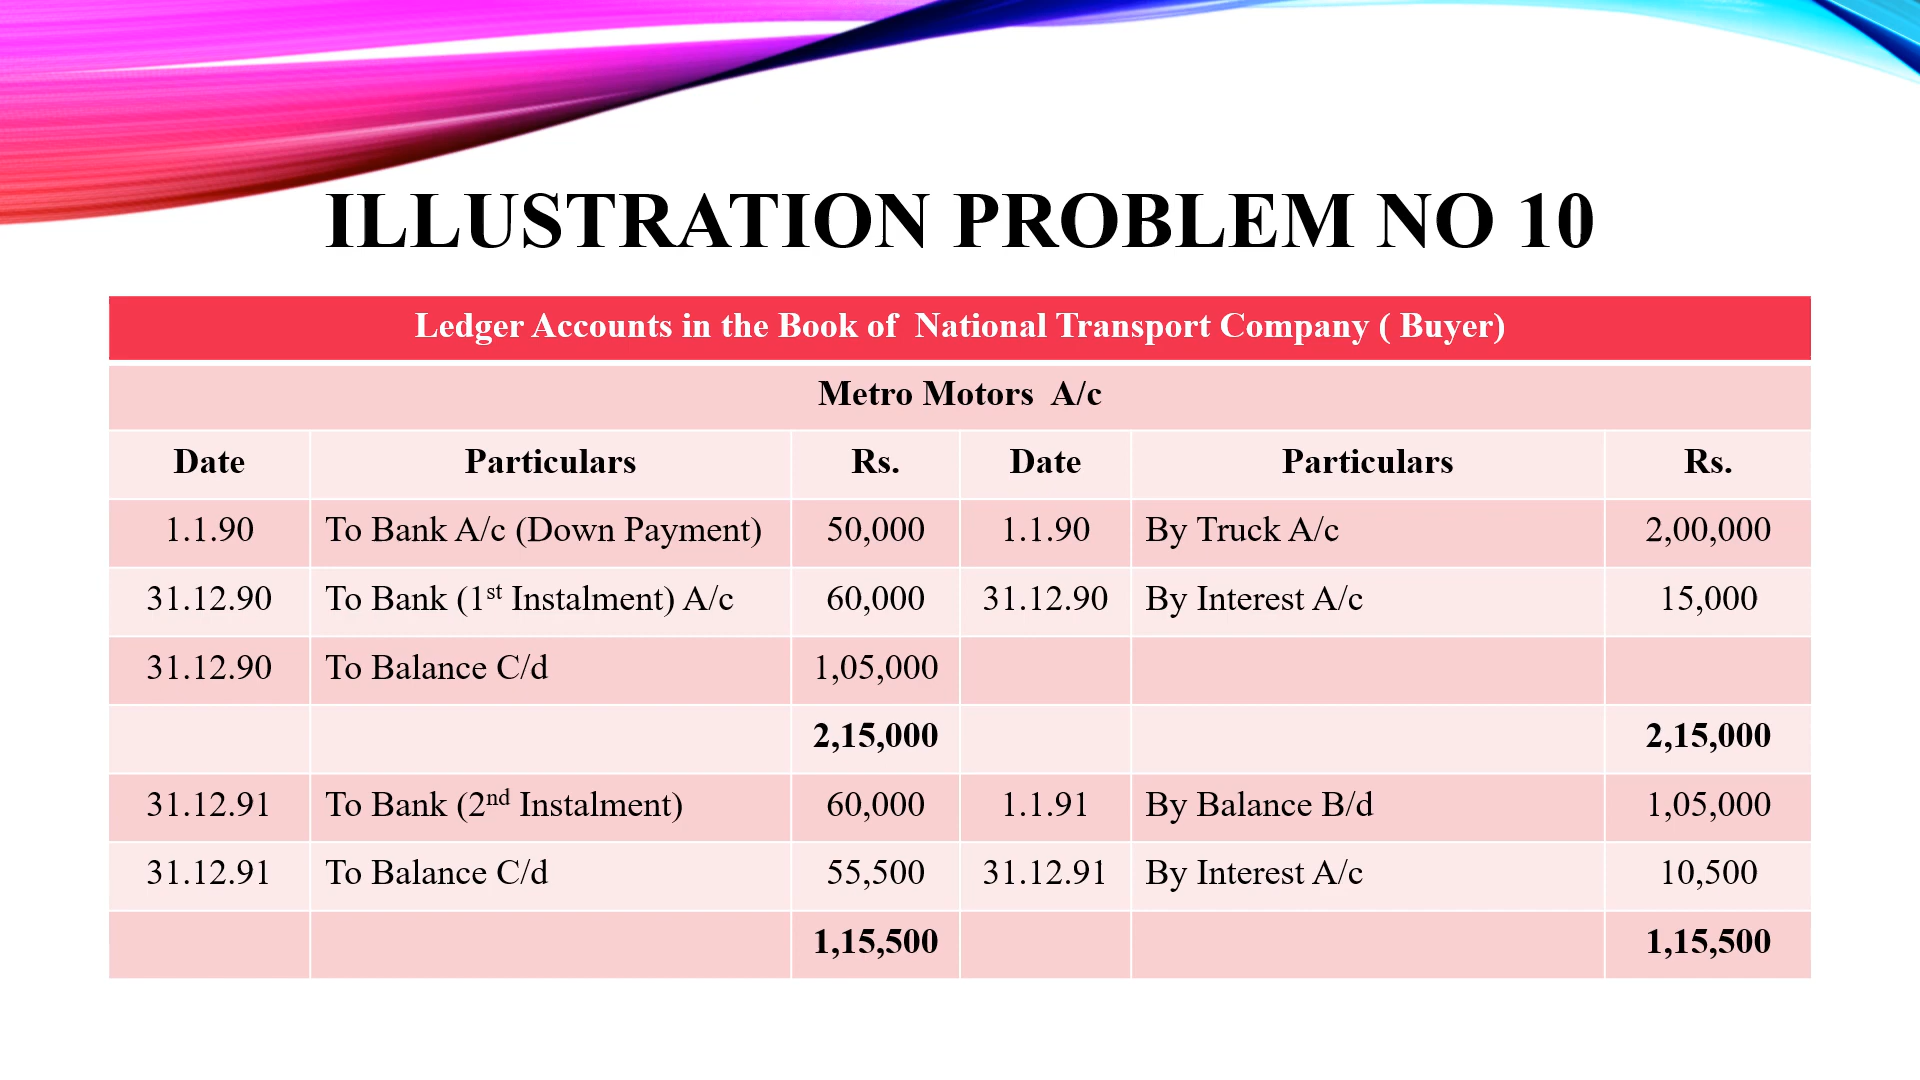 ILLUSTRATION PROBLEM NO 10
Ledger Accounts in the Book of National Transport Company ( Buyer)
Metro Motors A/c
Date Particulars Rs. Date Particulars Rs.
1.1.90 To Bank A/c (Down Payment) 50,000 1.1.90 By Truck A/c 2,00,000
31.12.90 To Bank (1st Instalment) A/c 60,000 31.12.90 By Interest A/c 15,000
31.12.90 To Balance C/d 1,05,000
2,15,000 2,15,000
31.12.91 To Bank (2nd Instalment) 60,000 1.1.91 By Balance B/d 1,05,000
31.12.91 To Balance C/d 55,500 31.12.91 By Interest A/c 10,500
1,15,500 1,15,500